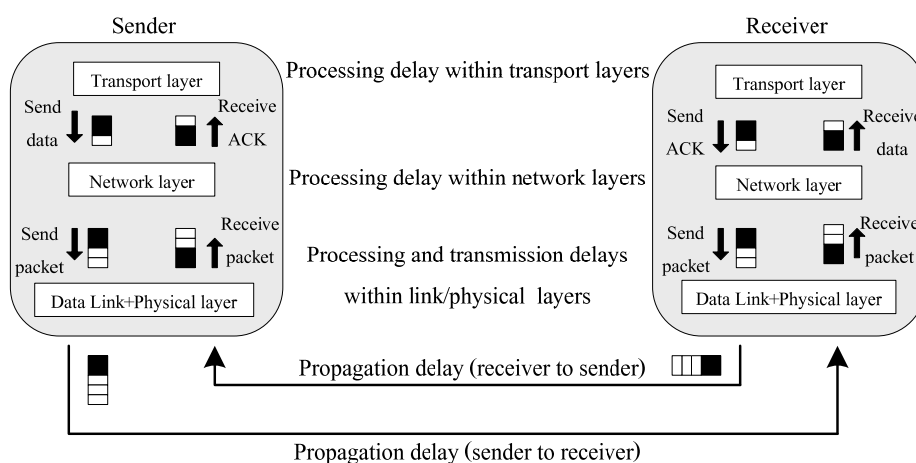 Sender
Receiver
Transport layer
Processing delay within transport layers
Transport layer
Send
data
Receive
ACK
Send
ACK
Receive
data
Network layer
Processing delay within network layers
Network layer
Send
packet
Receive
packet
Processing and transmission delays
within link/physical layers
Send
packet
Receive
packet
Data Link+Physical layer
Data Link+Physical layer
Propagation delay (receiver to sender)
Propagation delay (sender to receiver)